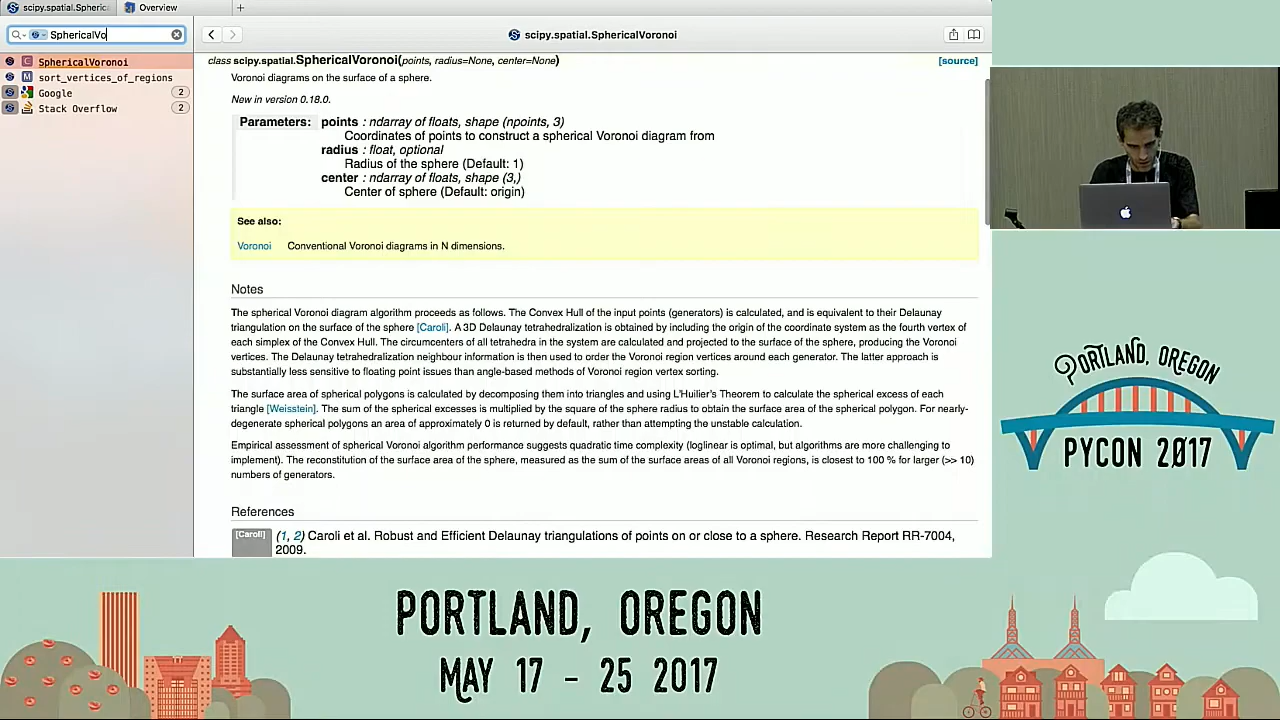 scipy.spatial.Spheric
Overview
+
SphericalVo
scipy.spatial.SphericalVoronoi
SphericalVoronoi
sort_vertices_of_regions
Google 2
Stack Overflow 2
class scipy.spatial.SphericalVoronoi(points, radius=None, center=None) [source]
Voronoi diagrams on the surface of a sphere.
New in version 0.18.0.
Parameters: points : ndarray of floats, shape (npoints, 3)
Coordinates of points to construct a spherical Voronoi diagram from
radius : float, optional
Radius of the sphere (Default: 1)
center : ndarray of floats, shape (3,)
Center of sphere (Default: origin)
See also:
Voronoi Conventional Voronoi diagrams in N dimensions.
Notes
The spherical Voronoi diagram algorithm proceeds as follows. The Convex Hull of the input points (generators) is calculated, and is equivalent to their Delaunay
triangulation on the surface of the sphere [Caroli]. A 3D Delaunay tetrahedralization is obtained by including the origin of the coordinate system as the fourth vertex of
each simplex of the Convex Hull. The circumcenters of all tetrahedra in the system are calculated and projected to the surface of the sphere, producing the Voronoi
vertices. The Delaunay tetrahedralization neighbour information is then used to order the Voronoi region vertices around each generator. The latter approach is
substantially less sensitive to floating point issues than angle-based methods of Voronoi region vertex sorting.
The surface area of spherical polygons is calculated by decomposing them into triangles and using L'Huilier's Theorem to calculate the spherical excess of each
triangle [Weisstein]. The sum of the spherical excesses is multiplied by the square of the sphere radius to obtain the surface area of the spherical polygon. For nearly-
degenerate spherical polygons an area of approximately 0 is returned by default, rather than attempting the unstable calculation.
Empirical assessment of spherical Voronoi algorithm performance suggests quadratic time complexity (loglinear is optimal, but algorithms are more challenging to
implement). The reconstitution of the surface area of the sphere, measured as the sum of the surface areas of all Voronoi regions, is closest to 100 % for larger (>> 10)
numbers of generators.
References
[Caroli] (1, 2) Caroli et al. Robust and Efficient Delaunay triangulations of points on or close to a sphere. Research Report RR-7004,
2009.
PORTLAND, OREGON
PYCON 2017
PORTLAND, OREGON
MAY 17 - 25 2017